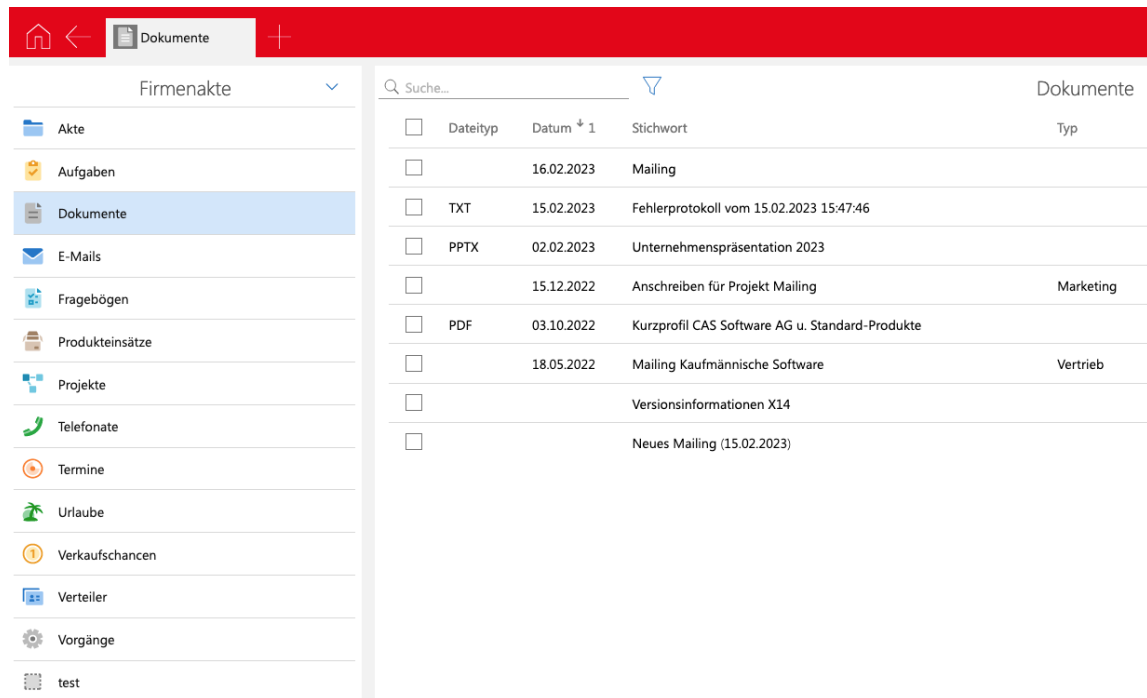 Dokumente
Firmenakte
Akte
Aufgaben
Dokumente
E-Mails
Fragebögen
Produkteinsätze
Projekte
Telefonate
Termine
Urlaube
1 Verkaufschancen
Verteiler
Vorgänge
test
Suche...
Dokumente
Dateityp Datum 1 Stichwort Typ
16.02.2023 Mailing
TXT 15.02.2023 Fehlerprotokoll vom 15.02.2023 15:47:46
PPTX 02.02.2023 Unternehmenspräsentation 2023
15.12.2022 Anschreiben für Projekt Mailing Marketing
PDF 03.10.2022 Kurzprofil CAS Software AG u. Standard-Produkte
18.05.2022 Mailing Kaufmännische Software Vertrieb
Versionsinformationen X14
Neues Mailing (15.02.2023)